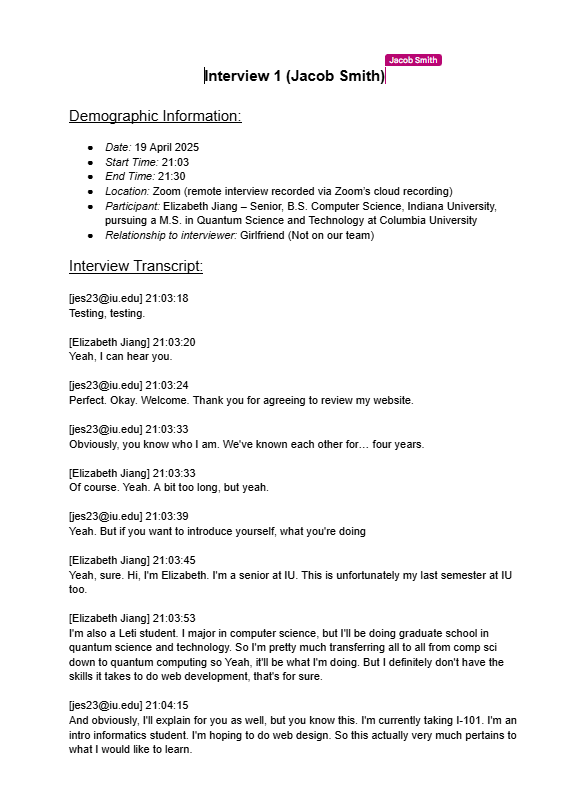 Jacob Smith
Interview 1 (Jacob Smith)
Demographic Information:
● Date: 19 April 2025
● Start Time: 21:03
● End Time: 21:30
● Location: Zoom (remote interview recorded via Zoom's cloud recording)
● Participant: Elizabeth Jiang – Senior, B.S. Computer Science, Indiana University,
pursuing a M.S. in Quantum Science and Technology at Columbia University
● Relationship to interviewer: Girlfriend (Not on our team)
Interview Transcript:
[jes23@iu.edu] 21:03:18
Testing, testing.
[Elizabeth Jiang] 21:03:20
Yeah, I can hear you.
[jes23@iu.edu] 21:03:24
Perfect. Okay. Welcome. Thank you for agreeing to review my website.
[jes23@iu.edu] 21:03:33
Obviously, you know who I am. We've known each other for… four years.
[Elizabeth Jiang] 21:03:33
Of course. Yeah. A bit too long, but yeah.
[jes23@iu.edu] 21:03:39
Yeah. But if you want to introduce yourself, what you're doing
[Elizabeth Jiang] 21:03:45
Yeah, sure. Hi, I'm Elizabeth. I'm a senior at IU. This is unfortunately my last semester at IU
too.
[Elizabeth Jiang] 21:03:53
I'm also a Leti student. I major in computer science, but I'll be doing graduate school in
quantum science and technology. So I'm pretty much transferring all to all from comp sci
down to quantum computing so Yeah, it'll be what I'm doing. But I definitely don't have the
skills it takes to do web development, that's for sure.
[jes23@iu.edu] 21:04:15
And obviously, I'll explain for you as well, but you know this. I'm currently taking I-101. I'm an
intro informatics student. I'm hoping to do web design. So this actually very much pertains to
what I would like to learn.